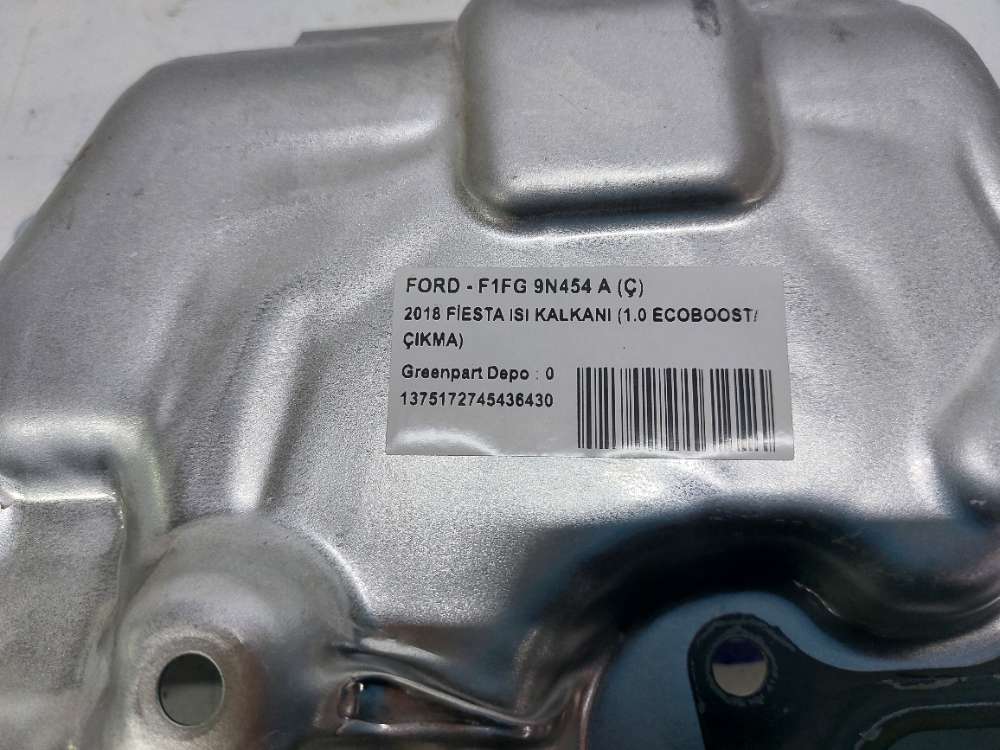 FORD - F1FG 9N454 A (Ç)
2018 FİESTA ISI KALKANI (1.0 ECOBOOST/
ÇIKMA)
Greenpart Depo : 0
1375172745436430